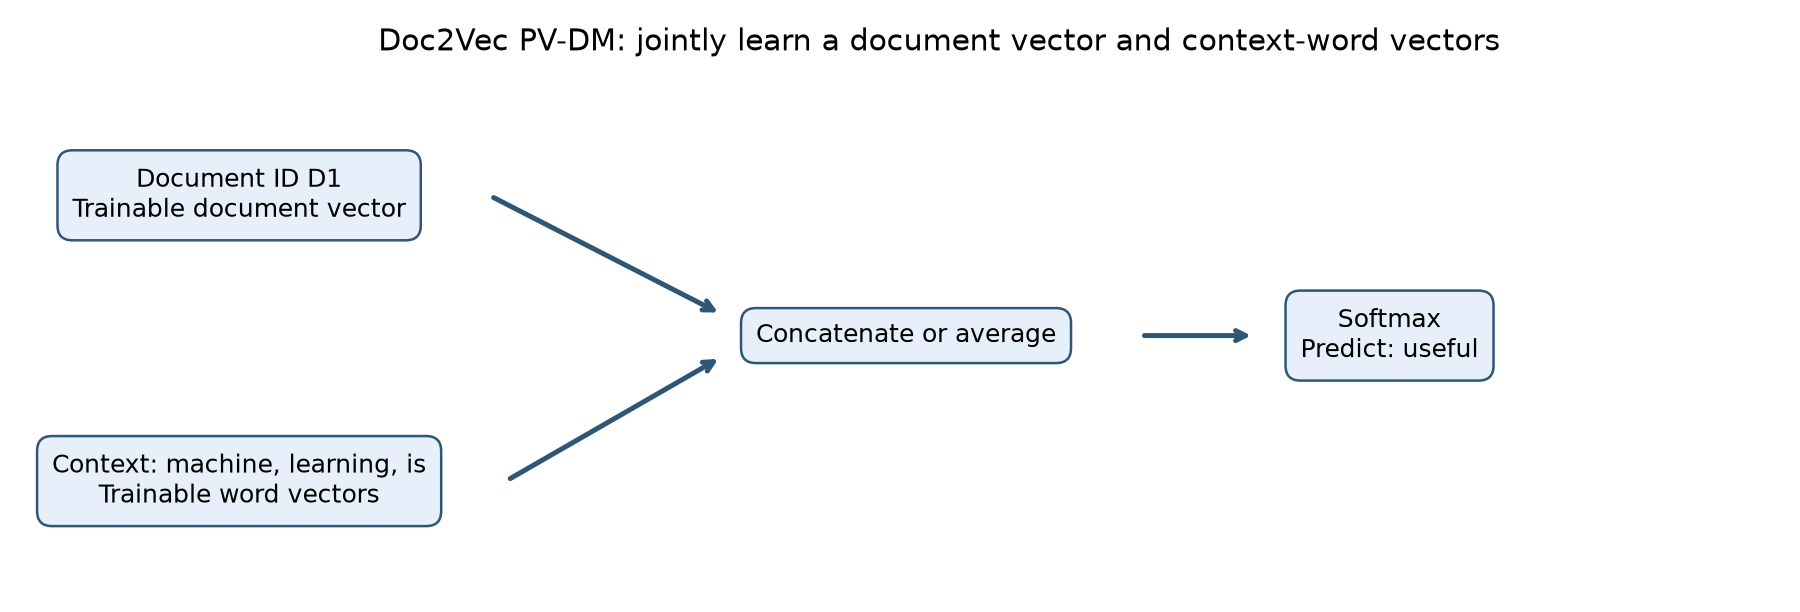 Doc2Vec PV-DM: jointly learn a document vector and context-word vectors
Document ID D1
Trainable document vector
Concatenate or average
Softmax
Predict: useful
Context: machine, learning, is
Trainable word vectors